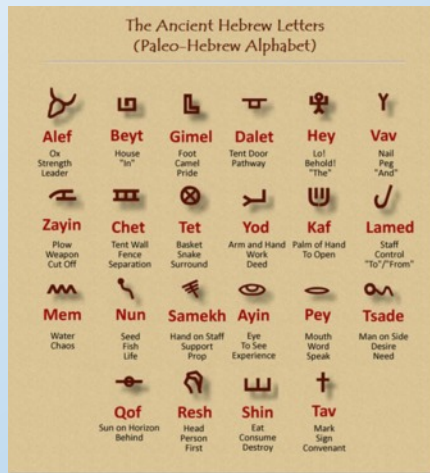 The Ancient Hebrew Letters
(Paleo-Hebrew Alphabet)
Alef Beyt Gimel Dalet Hey Vav
Ox House Foot Tent Door Lo! Nail
Strength "In" Camel Pathway Behold! Peg
Leader Pride "The" "And"
Zayin Chet Tet Yod Kaf Lamed
Plow Tent Wall Basket Arm and Hand Palm of Hand Staff
Weapon Fence Snake Work To Open Control
Cut Off Separation Surround Deed "To"/"From"
Mem Nun Samekh Ayin Pey Tsade
Water Seed Hand on Staff Eye Mouth Man on Side
Chaos Fish Support To See Word Desire
Life Prop Experience Speak Need
Qof Resh Shin Tav
Sun on Horizon Head Eat Mark
Behind Person Consume Sign
First Destroy Convenant